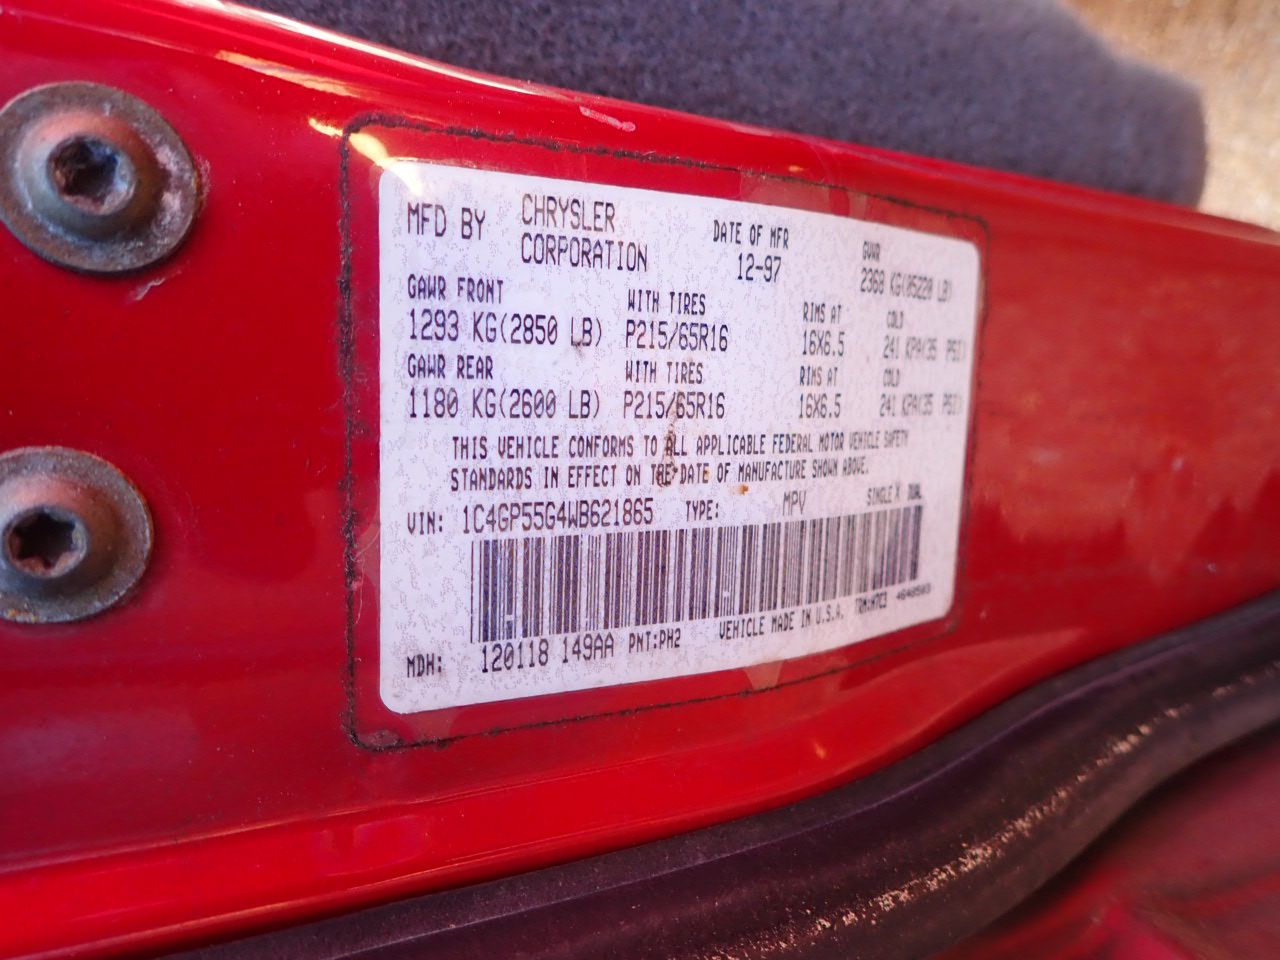 MFD BY CHRYSLER CORPORATION DATE OF MFR 12-97 GVWR 2368 KG(05220 LB)
GAWR FRONT WITH TIRES RIMS AT COLD
1293 KG(2850 LB) P215/65R16 16X6.5 241 KPA(35 PSI)
GAWR REAR WITH TIRES RIMS AT COLD
1180 KG(2600 LB) P215/65R16 16X6.5 241 KPA(35 PSI)
THIS VEHICLE CONFORMS TO ALL APPLICABLE FEDERAL MOTOR VEHICLE SAFETY
STANDARDS IN EFFECT ON THE DATE OF MANUFACTURE SHOWN ABOVE.
VIN: 1C4GP55G4WB621865 TYPE: MPV SINGLE X DUAL
MDH: 120118 149AA PNT:PH2 VEHICLE MADE IN U.S.A.